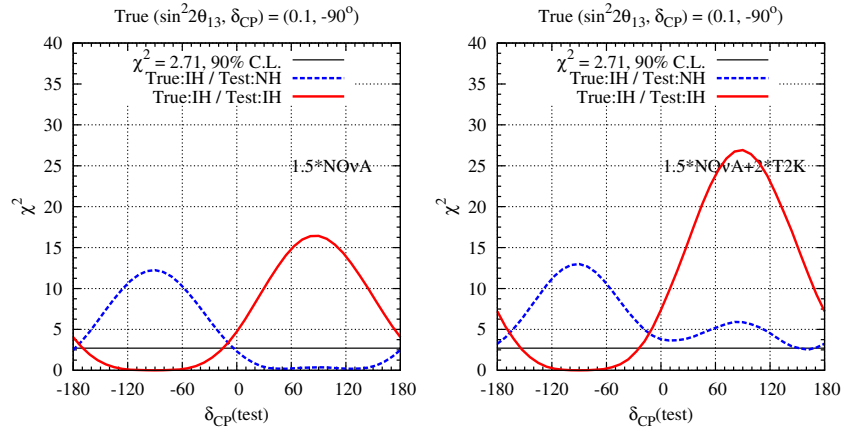 True (sin²2θ₁₃, δ_CP) = (0.1, -90°)
40
35
30
25
20
15
10
5
0
χ²
χ² = 2.71, 90% C.L.
True:IH / Test:NH
True:IH / Test:IH
1.5*NOνA
-180 -120 -60 0 60 120 180
δ_CP(test)
True (sin²2θ₁₃, δ_CP) = (0.1, -90°)
40
35
30
25
20
15
10
5
0
χ²
χ² = 2.71, 90% C.L.
True:IH / Test:NH
True:IH / Test:IH
1.5*NOνA+2*T2K
-180 -120 -60 0 60 120 180
δ_CP(test)